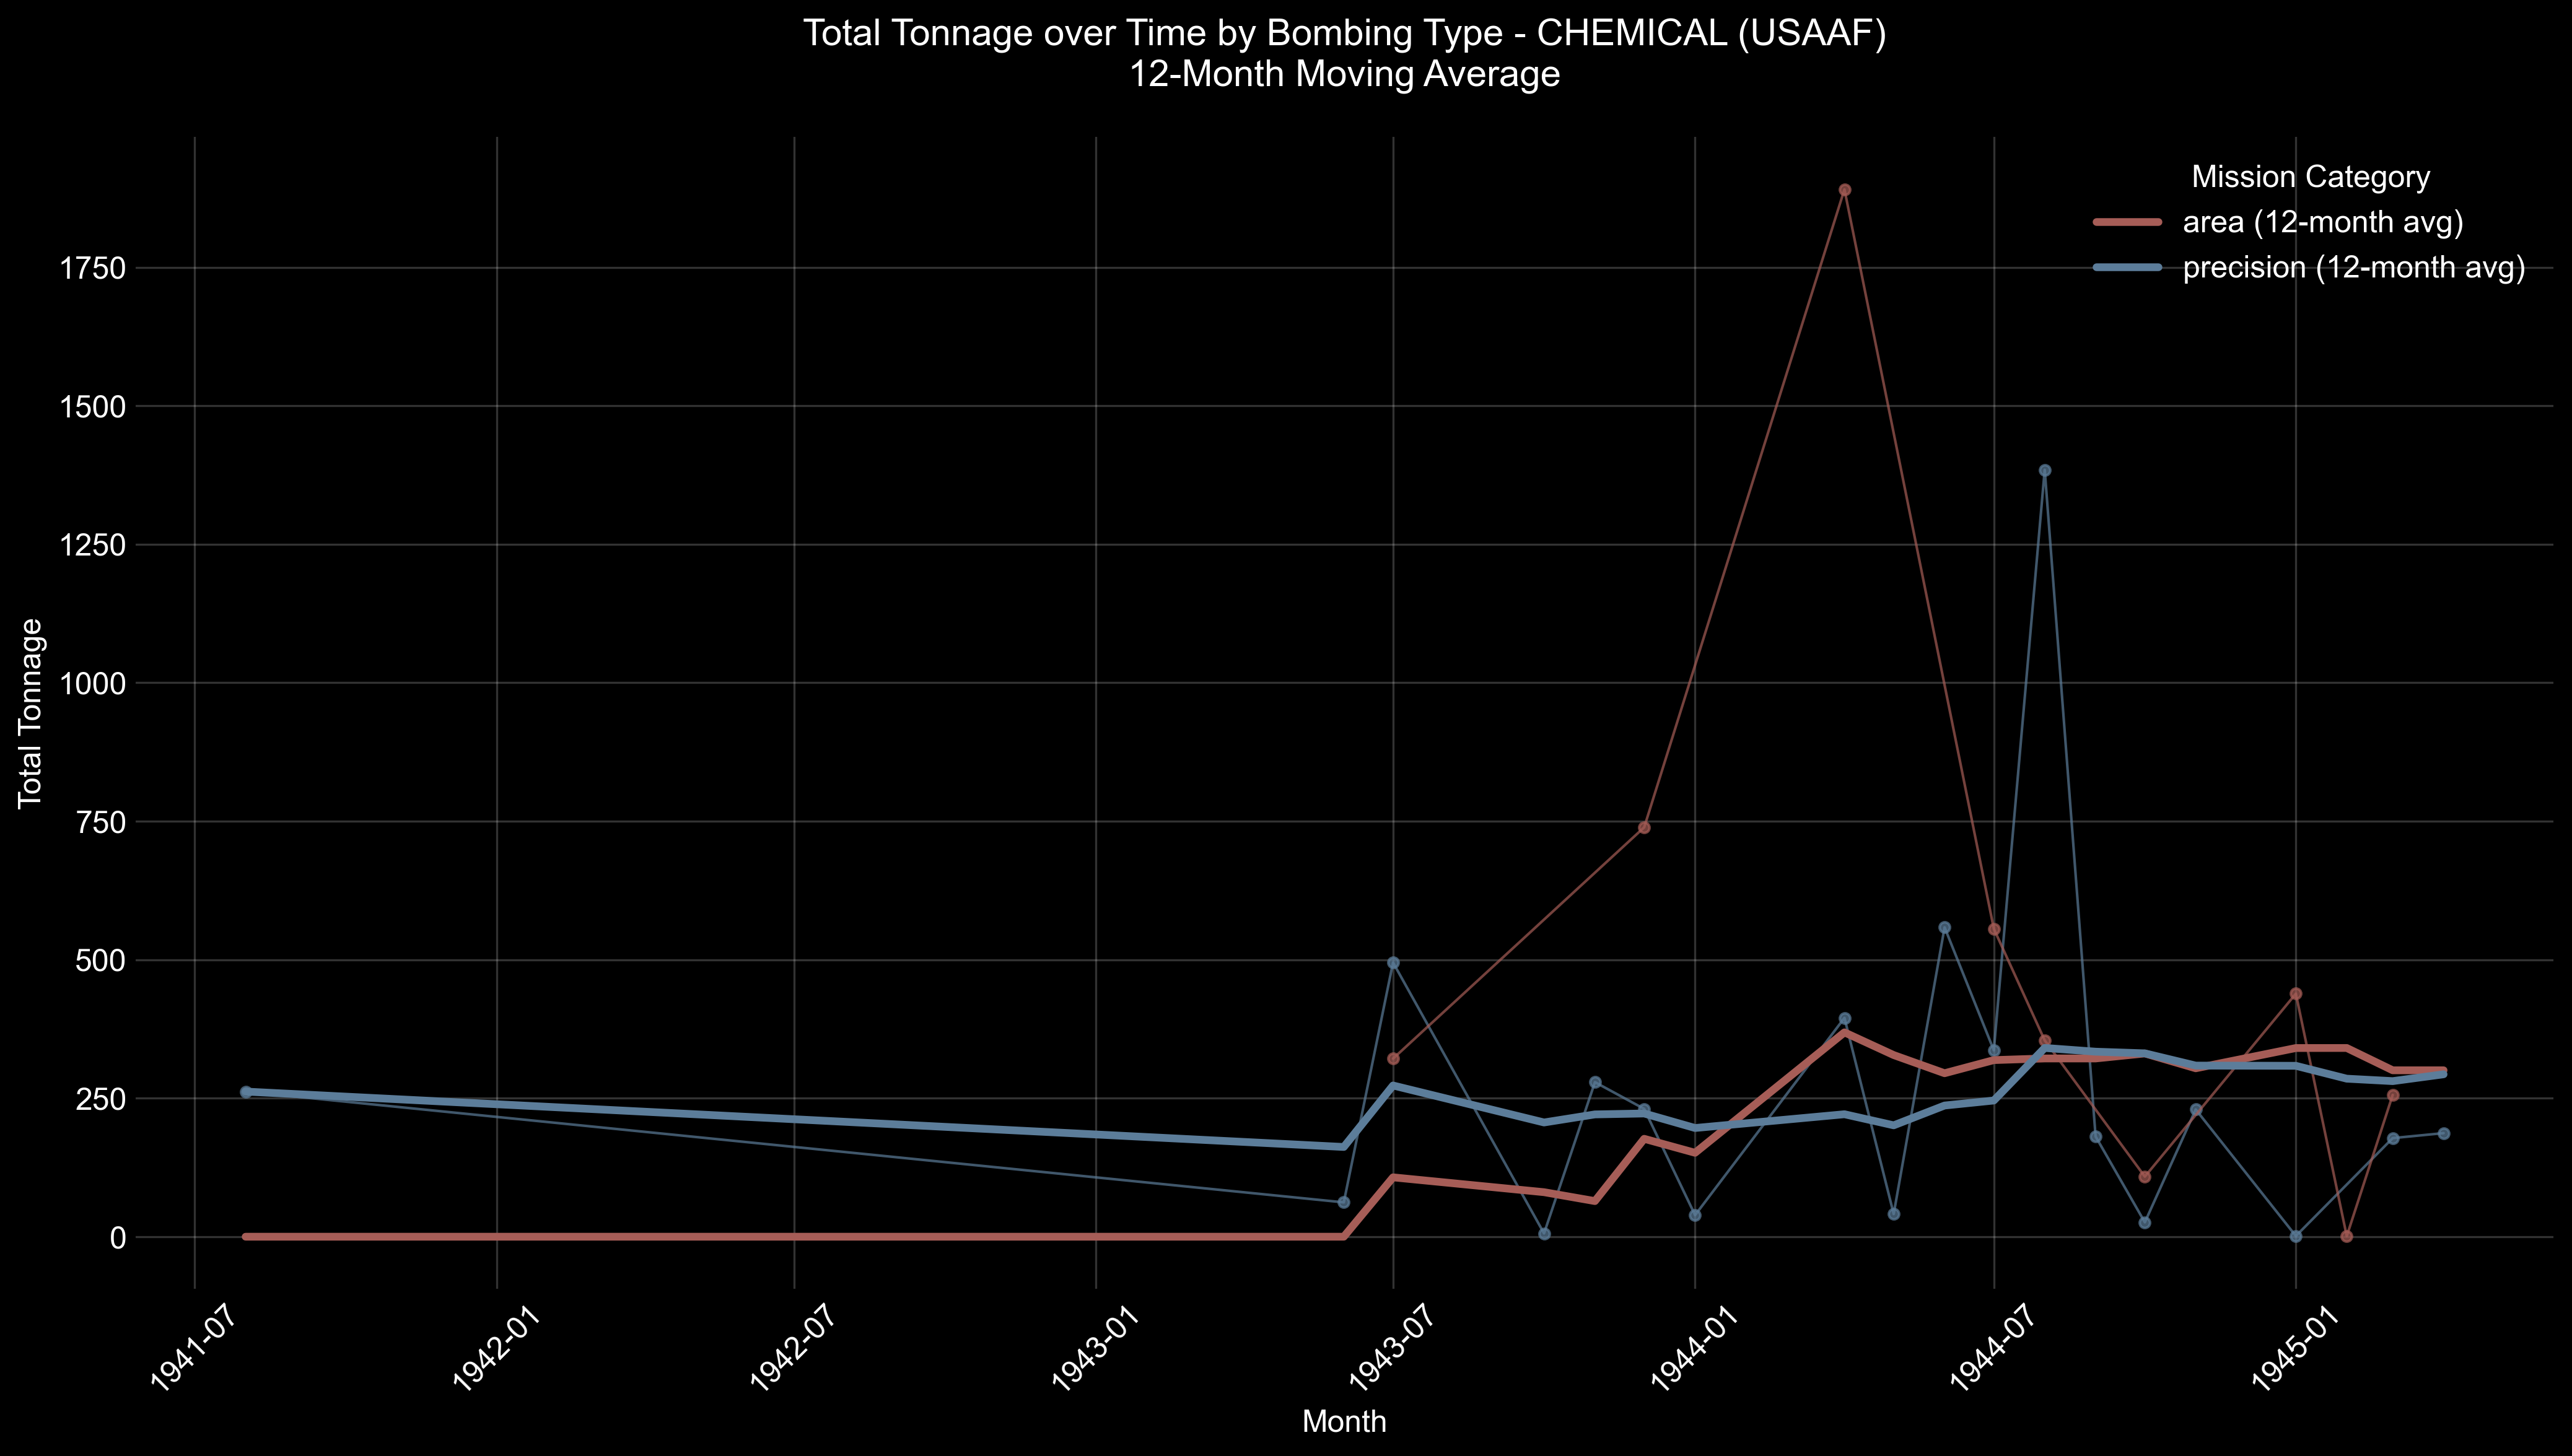 Total Tonnage over Time by Bombing Type - CHEMICAL (USAAF)
12-Month Moving Average
Mission Category
area (12-month avg)
precision (12-month avg)
Total Tonnage
1750
1500
1250
1000
750
500
250
0
1941-07
1942-01
1942-07
1943-01
1943-07
1944-01
1944-07
1945-01
Month